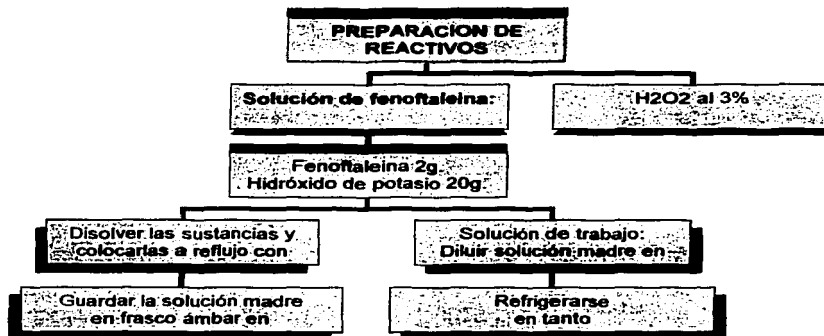 PREPARACION DE
REACTIVOS
Solución de fenoftaleina:
H2O2 al 3%
Fenoftaleina 2g
Hidróxido de potasio 20g.
Disolver las sustancias y
colocarlas a reflujo con
Solución de trabajo:
Diluir solución madre en
Guardar la solución madre
en frasco ámbar en
Refrigerarse
en tanto